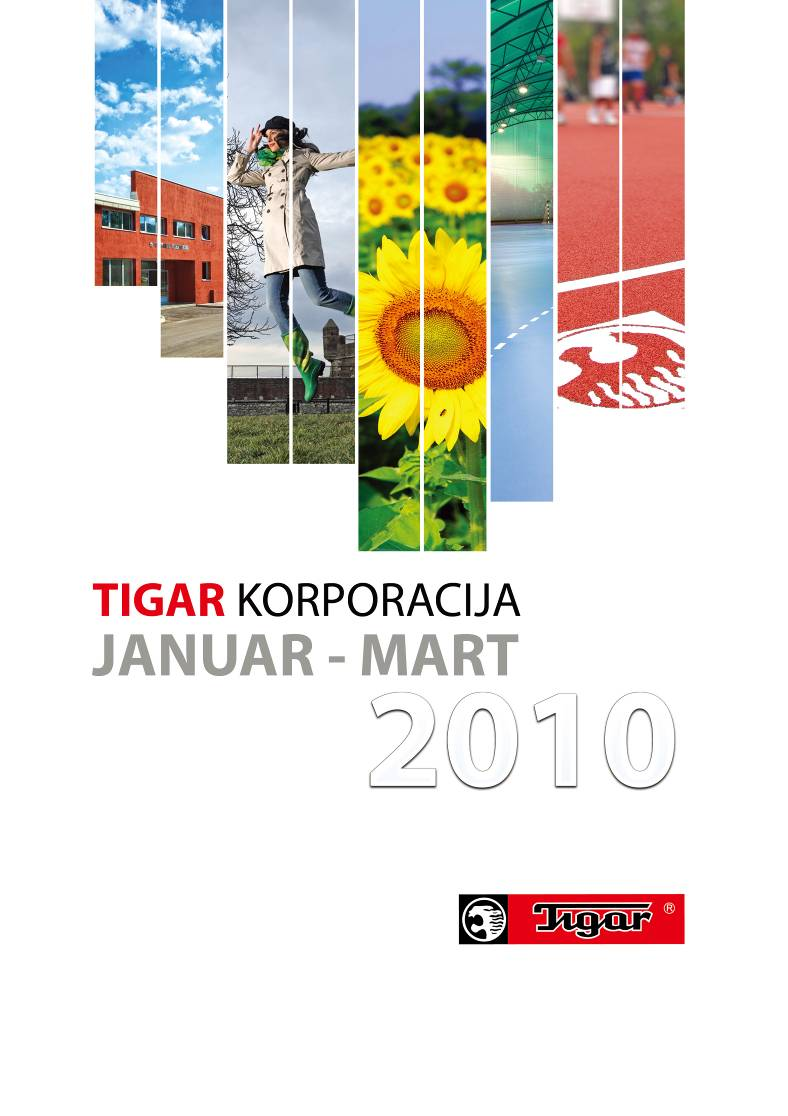 TIGAR KORPORACIJA
JANUAR - MART
2010
Tigar ®